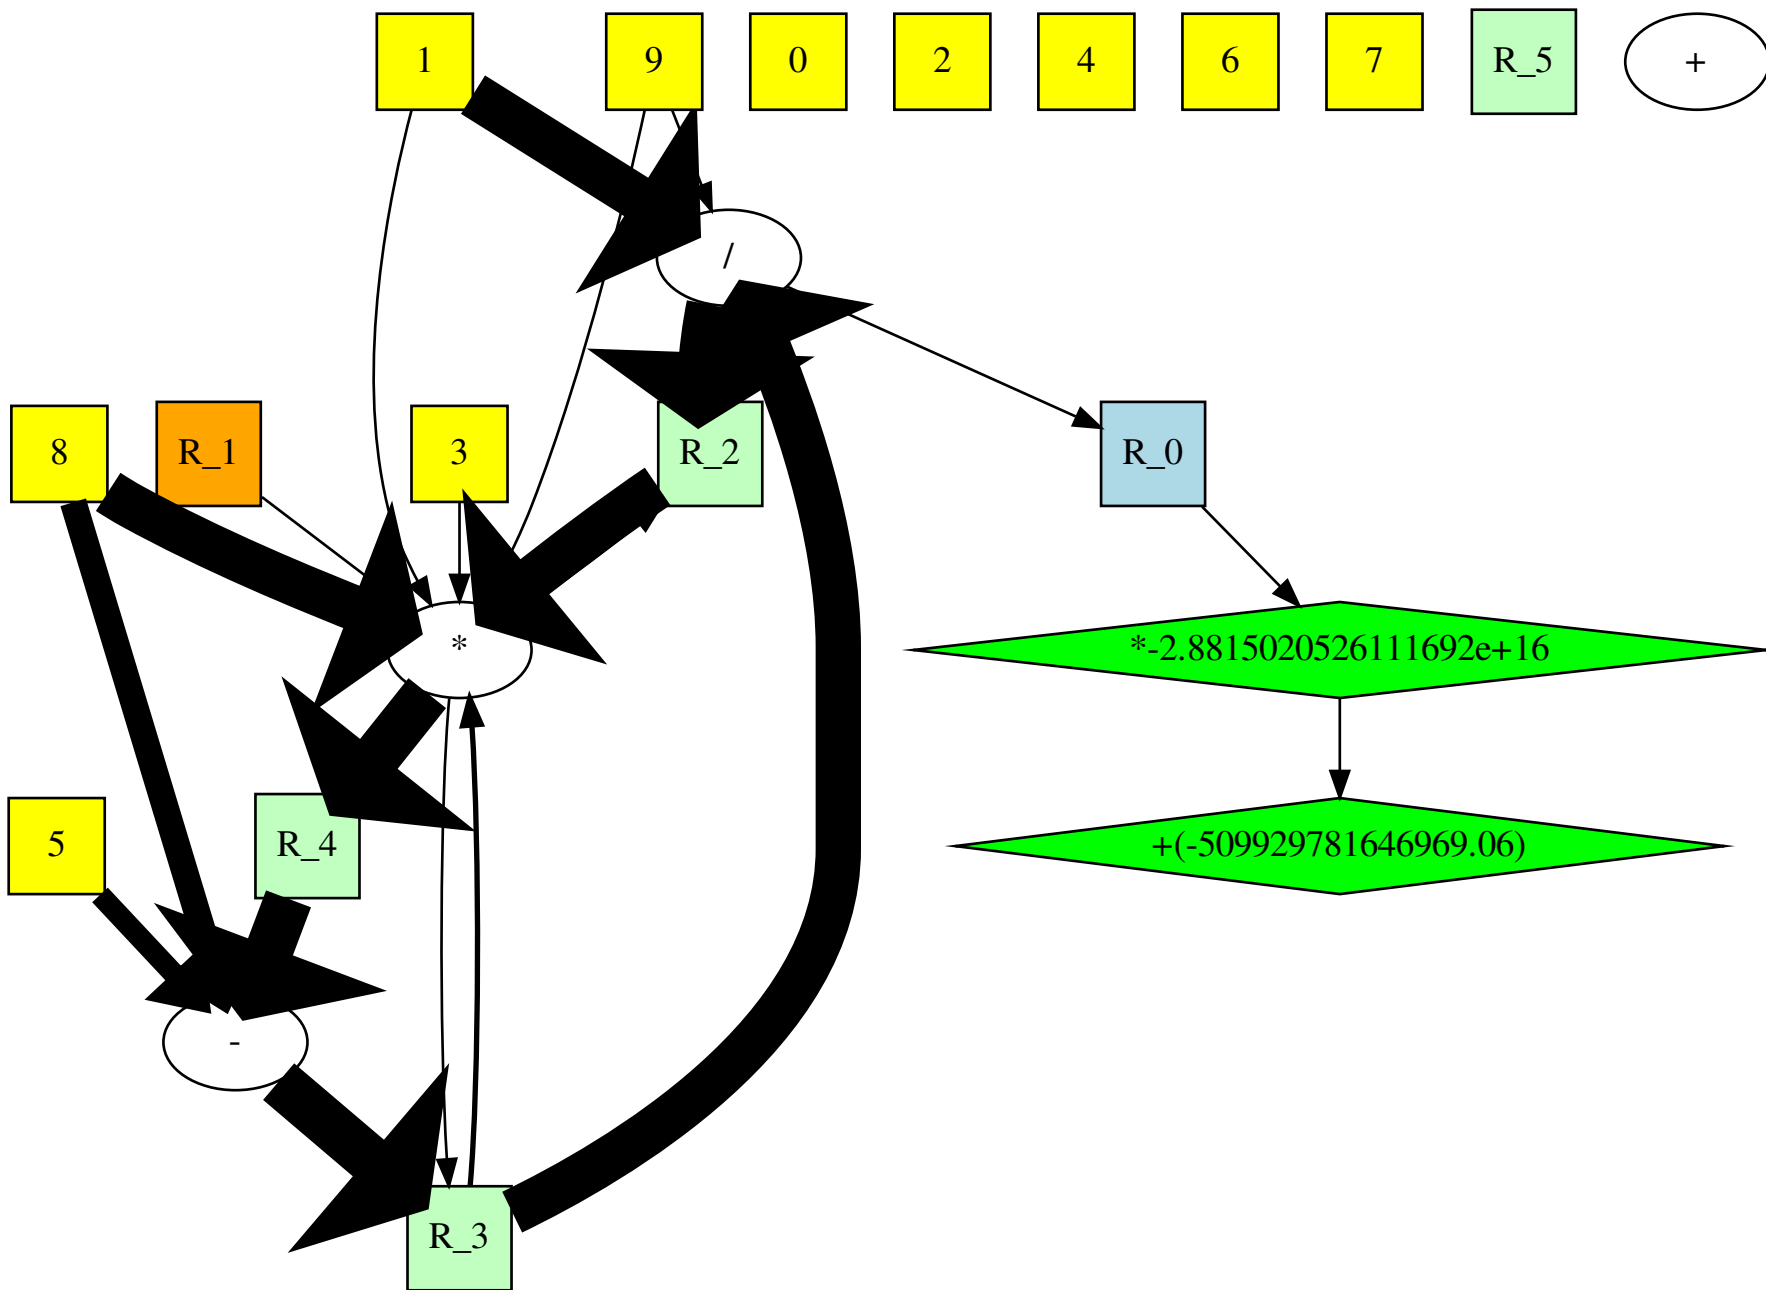 1
9
0
2
4
6
7
R_5
+
/
8
R_1
3
R_2
R_0
*
*-2.8815020526111692e+16
5
R_4
+(-509929781646969.06)
-
R_3